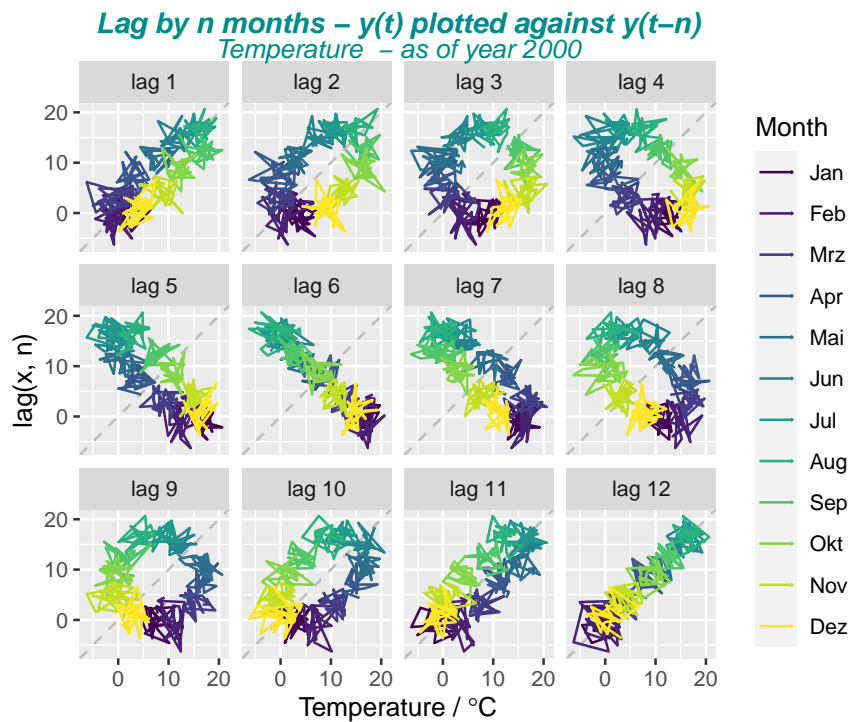 Lag by n months – y(t) plotted against y(t–n)
Temperature – as of year 2000
lag 1 lag 2 lag 3 lag 4
20
10
0
lag 5 lag 6 lag 7 lag 8
20
10
0
lag 9 lag 10 lag 11 lag 12
20
10
0
0 10 20 0 10 20 0 10 20 0 10 20
lag(x, n)
Temperature / °C
Month
Jan
Feb
Mrz
Apr
Mai
Jun
Jul
Aug
Sep
Okt
Nov
Dez